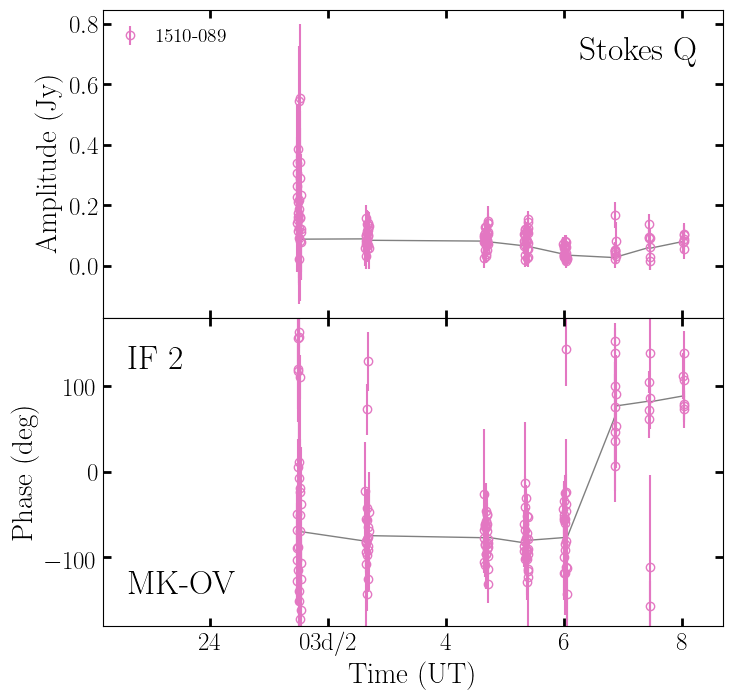 0.8
1510-089
Stokes Q
0.6
0.4
0.2
0.0
Amplitude (Jy)
IF 2
100
0
−100
Phase (deg)
MK-OV
24
03d/2
4
6
8
Time (UT)